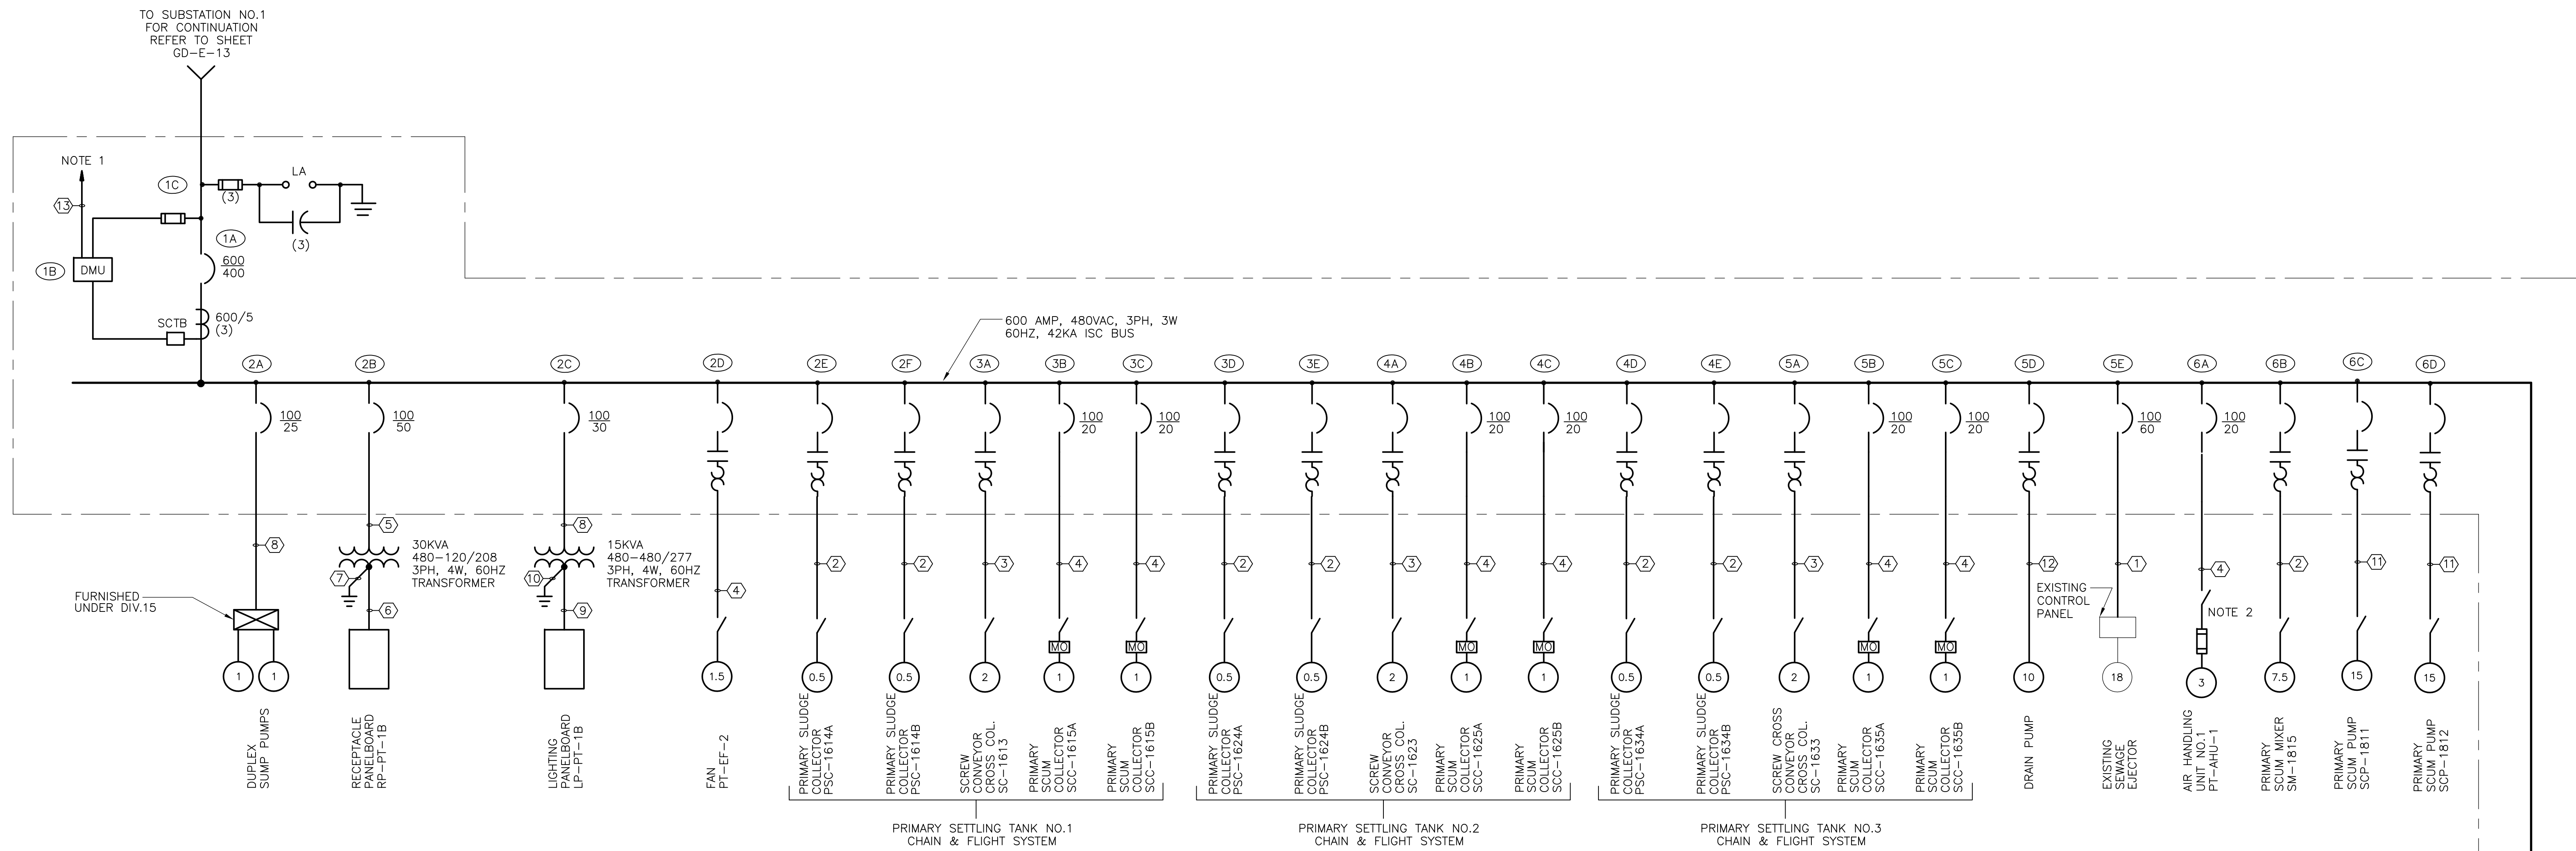 TO SUBSTATION NO.1
FOR CONTINUATION
REFER TO SHEET
GD-E-13
NOTE 1
1C
LA
(3)
13
(3)
1A
600
400
1B
DMU
SCTB
600/5
(3)
600 AMP, 480VAC, 3PH, 3W
60HZ, 42KA ISC BUS
2A
2B
2C
2D
2E
2F
3A
3B
3C
3D
3E
4A
4B
4C
4D
4E
5A
5B
5C
5D
5E
6A
6B
6C
6D
100
25
100
50
100
30
100
20
100
20
100
20
100
20
100
20
100
20
100
60
100
20
8
5
8
30KVA
480-120/208
3PH, 4W, 60HZ
TRANSFORMER
7
6
15KVA
480-480/277
3PH, 4W, 60HZ
TRANSFORMER
10
9
4
2
2
3
4
4
2
2
3
4
4
2
2
3
4
4
12
1
4
2
11
11
FURNISHED
UNDER DIV.15
EXISTING
CONTROL
PANEL
NOTE 2
MO
MO
MO
MO
MO
MO
1
1
1.5
0.5
0.5
2
1
1
0.5
0.5
2
1
1
0.5
0.5
2
1
1
10
18
3
7.5
15
15
DUPLEX
SUMP PUMPS
RECEPTACLE
PANELBOARD
RP-PT-1B
LIGHTING
PANELBOARD
LP-PT-1B
FAN
PT-EF-2
PRIMARY SLUDGE
COLLECTOR
PSC-1614A
PRIMARY SLUDGE
COLLECTOR
PSC-1614B
SCREW
CONVEYOR
CROSS COL.
SC-1613
PRIMARY
SCUM
COLLECTOR
SCC-1615A
PRIMARY
SCUM
COLLECTOR
SCC-1615B
PRIMARY SLUDGE
COLLECTOR
PSC-1624A
PRIMARY SLUDGE
COLLECTOR
PSC-1624B
SCREW
CONVEYOR
CROSS COL.
SC-1623
PRIMARY
SCUM
COLLECTOR
SCC-1625A
PRIMARY
SCUM
COLLECTOR
SCC-1625B
PRIMARY SLUDGE
COLLECTOR
PSC-1634A
PRIMARY SLUDGE
COLLECTOR
PSC-1634B
SCREW CROSS
CONVEYOR
CROSS COL.
SC-1633
PRIMARY
SCUM
COLLECTOR
SCC-1635A
PRIMARY
SCUM
COLLECTOR
SCC-1635B
DRAIN PUMP
EXISTING
SEWAGE
EJECTOR
AIR HANDLING
UNIT NO.1
PT-AHU-1
PRIMARY
SCUM MIXER
SM-1815
PRIMARY
SCUM PUMP
SCP-1811
PRIMARY
SCUM PUMP
SCP-1812
PRIMARY SETTLING TANK NO.1
CHAIN & FLIGHT SYSTEM
PRIMARY SETTLING TANK NO.2
CHAIN & FLIGHT SYSTEM
PRIMARY SETTLING TANK NO.3
CHAIN & FLIGHT SYSTEM